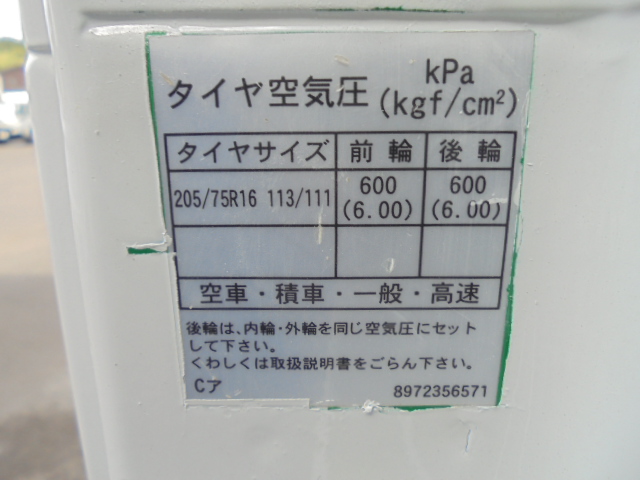 タイヤ空気圧 kPa
(kgf/cm²)
タイヤサイズ 前輪 後輪
205/75R16 113/111 600 600
(6.00) (6.00)
空車・積車・一般・高速
後輪は、内輪・外輪を同じ空気圧にセット
して下さい。
くわしくは取扱説明書をごらん下さい。
Cア 8972356571